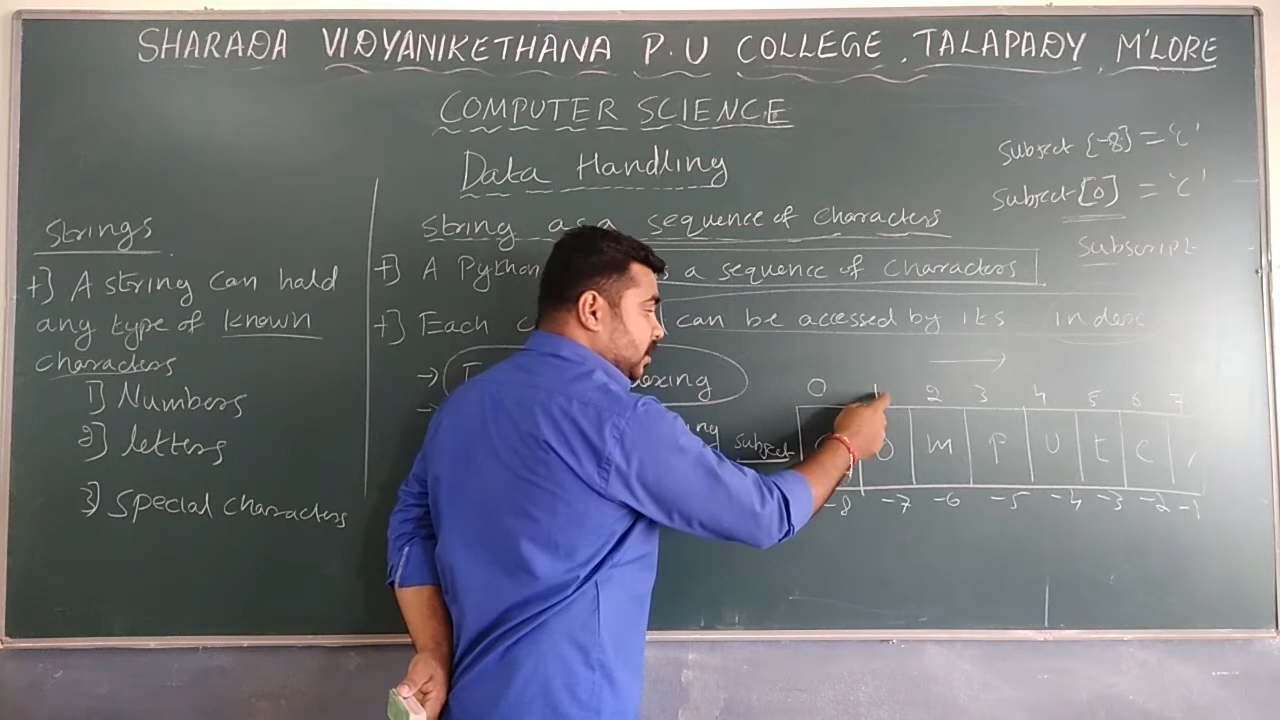 SHARADA VIDYANIKETHANA P.U COLLEGE, TALAPADY, M'LORE
COMPUTER SCIENCE
Data Handling
Subject [-8] = 'C'
Subject [0] = 'C'
Subscript
Strings
+] A string can hold
any type of known
characters
1] Numbers
2] letters
3] Special characters
String as a sequence of characters
+] A Python s a sequence of characters
+] Each c can be accessed by its index
→] exing
ing
0 1 2 3 4 5 6 7
subject O M P U t e r
-8 -7 -6 -5 -4 -3 -2 -1